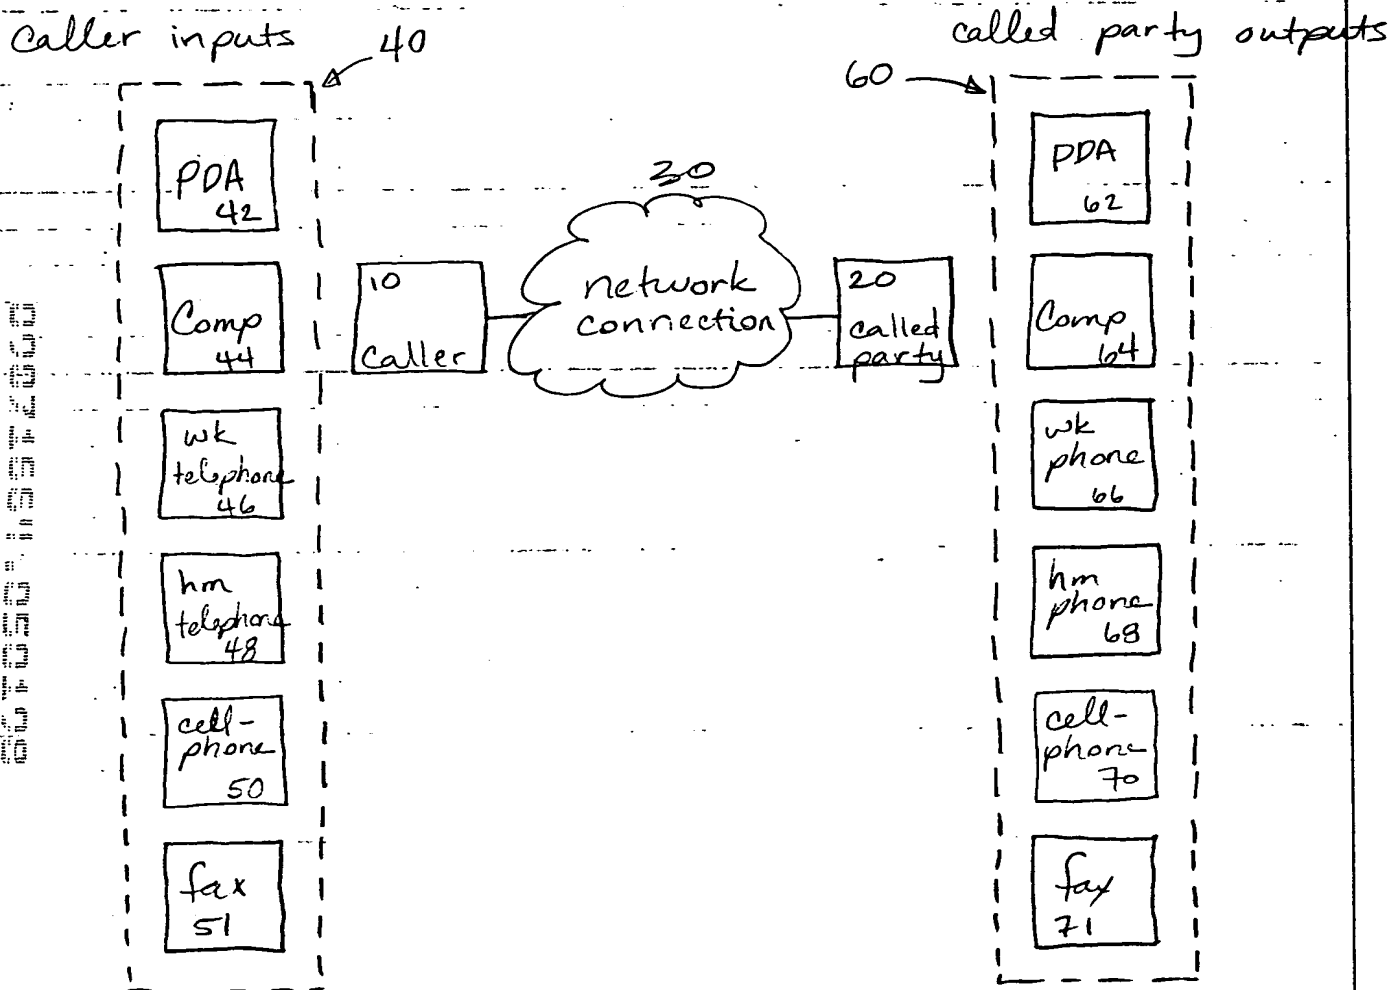 Caller inputs
40
called party outputs
60
PDA
42
Comp
44
wk
telephone
46
hm
telephone
48
cell-
phone
50
fax
51
10
Caller
30
network
connection
20
called
party
PDA
62
Comp
64
wk
phone
66
hm
phone
68
cell-
phone
70
fax
71